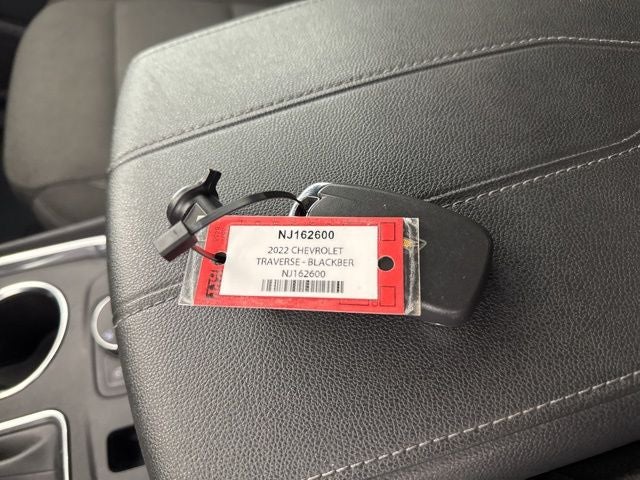 NJ162600
2022 CHEVROLET
TRAVERSE - BLACKBER
NJ162600